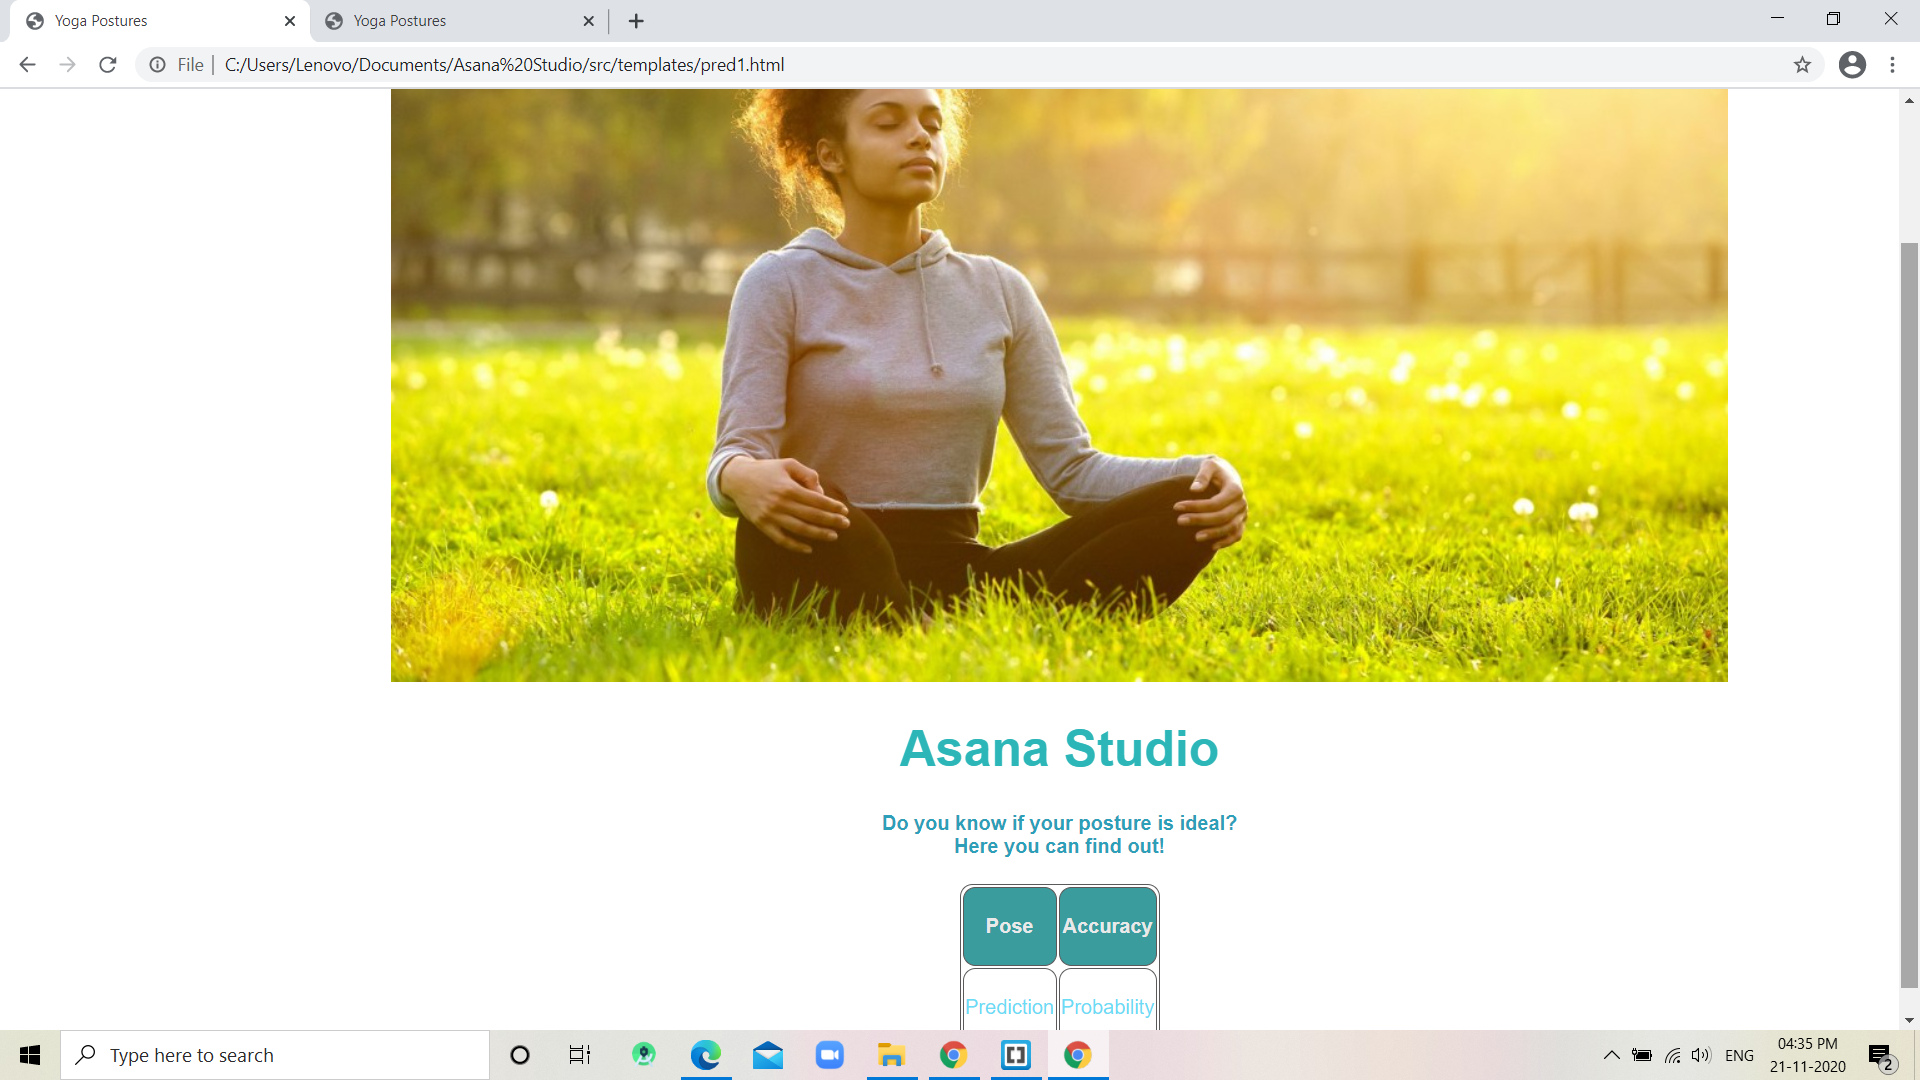 Yoga Postures
Yoga Postures
File
C:/Users/Lenovo/Documents/Asana%20Studio/src/templates/pred1.html
Asana Studio
Do you know if your posture is ideal?
Here you can find out!
Pose Accuracy
Prediction Probability
Type here to search
ENG
04:35 PM
21-11-2020
2